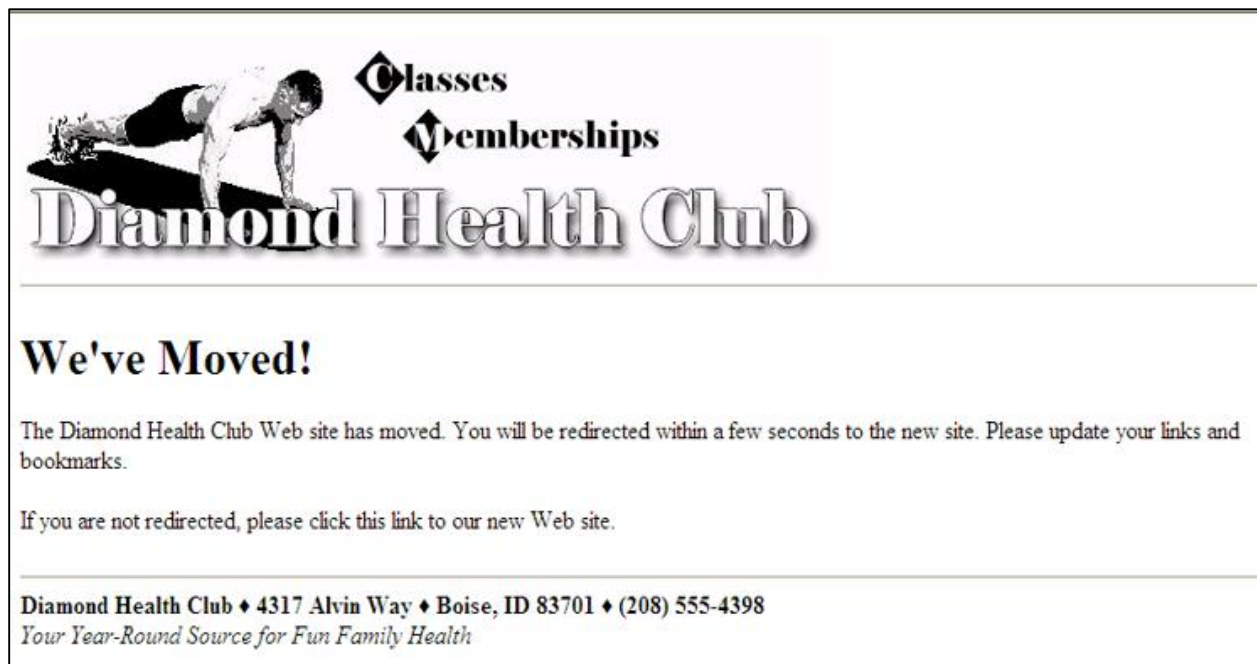 Classes
Memberships
Diamond Health Club
We've Moved!
The Diamond Health Club Web site has moved. You will be redirected within a few seconds to the new site. Please update your links and
bookmarks.
If you are not redirected, please click this link to our new Web site.
Diamond Health Club ♦ 4317 Alvin Way ♦ Boise, ID 83701 ♦ (208) 555-4398
Your Year-Round Source for Fun Family Health